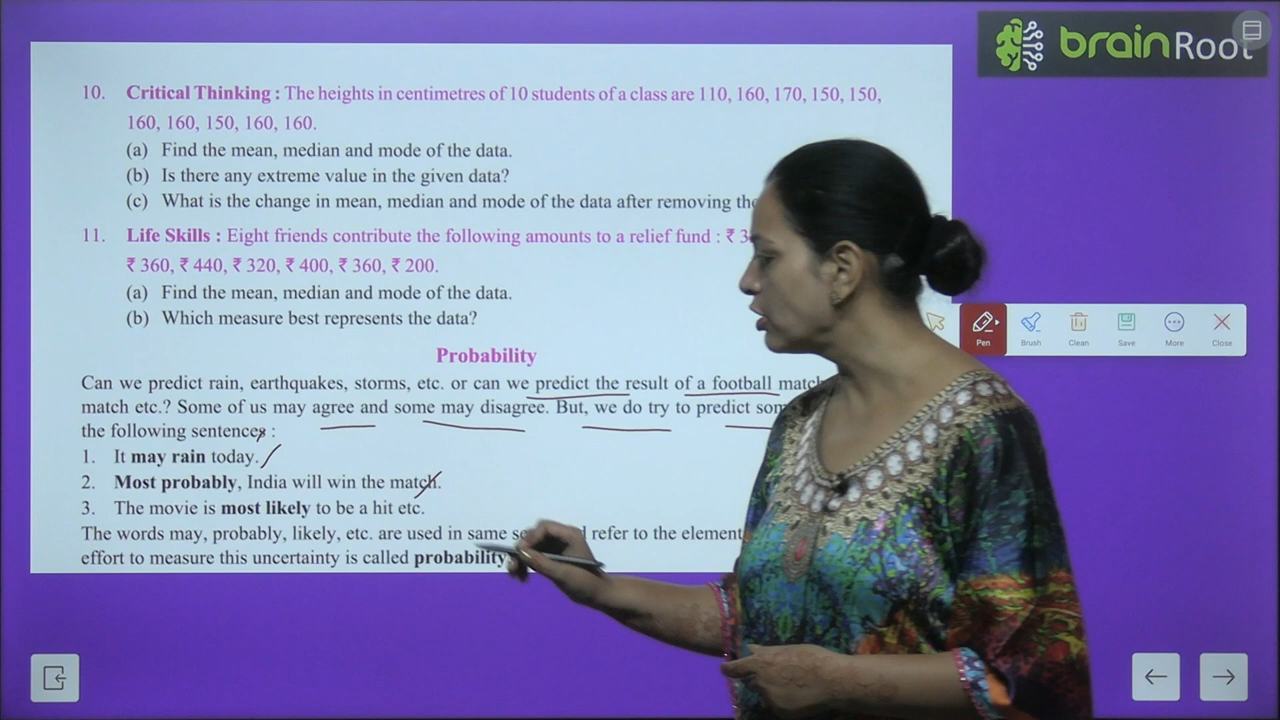 brainRoot
10. Critical Thinking : The heights in centimetres of 10 students of a class are 110, 160, 170, 150, 150,
160, 160, 150, 160, 160.
(a) Find the mean, median and mode of the data.
(b) Is there any extreme value in the given data?
(c) What is the change in mean, median and mode of the data after removing the
11. Life Skills : Eight friends contribute the following amounts to a relief fund : ₹ 3
₹ 360, ₹ 440, ₹ 320, ₹ 400, ₹ 360, ₹ 200.
(a) Find the mean, median and mode of the data.
(b) Which measure best represents the data?
Pen Brush Clean Save More Close
Probability
Can we predict rain, earthquakes, storms, etc. or can we predict the result of a football match
match etc.? Some of us may agree and some may disagree. But, we do try to predict som
the following sentences :
1. It may rain today.
2. Most probably, India will win the match.
3. The movie is most likely to be a hit etc.
The words may, probably, likely, etc. are used in same se refer to the element
effort to measure this uncertainty is called probability